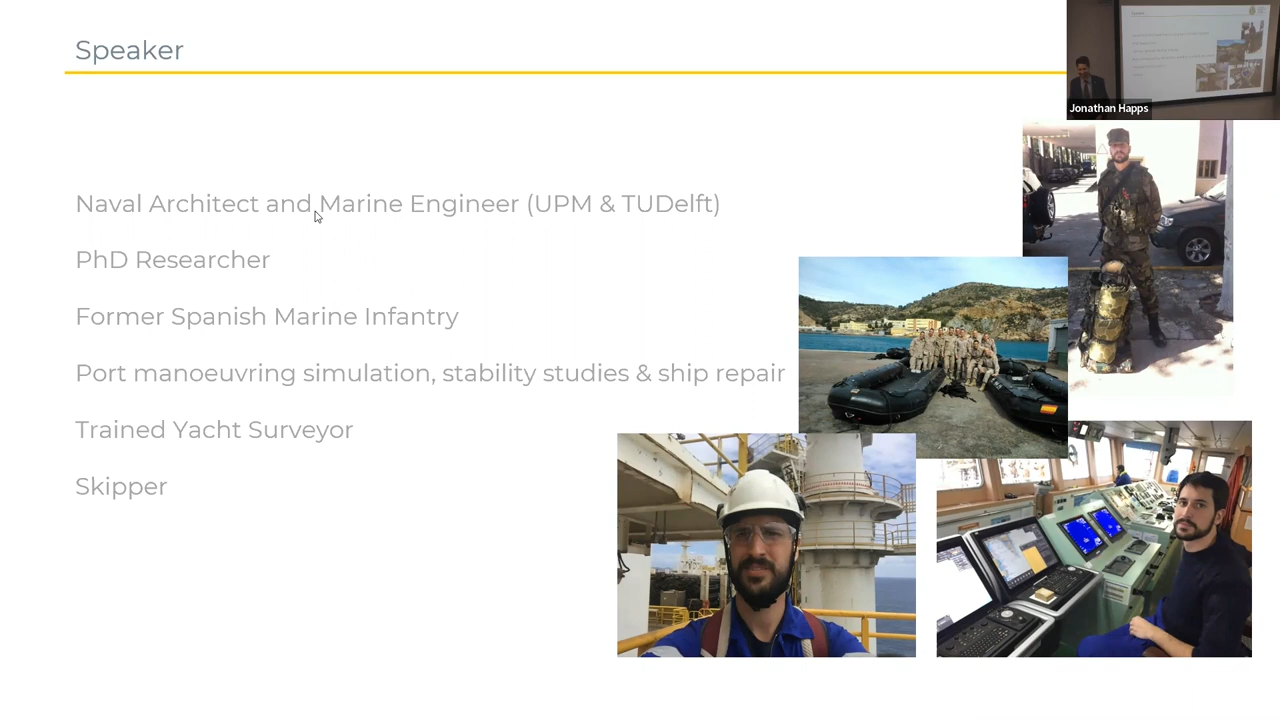 Speaker
Jonathan Happs
Naval Architect and Marine Engineer (UPM & TUDelft)
PhD Researcher
Former Spanish Marine Infantry
Port manoeuvring simulation, stability studies & ship repair
Trained Yacht Surveyor
Skipper